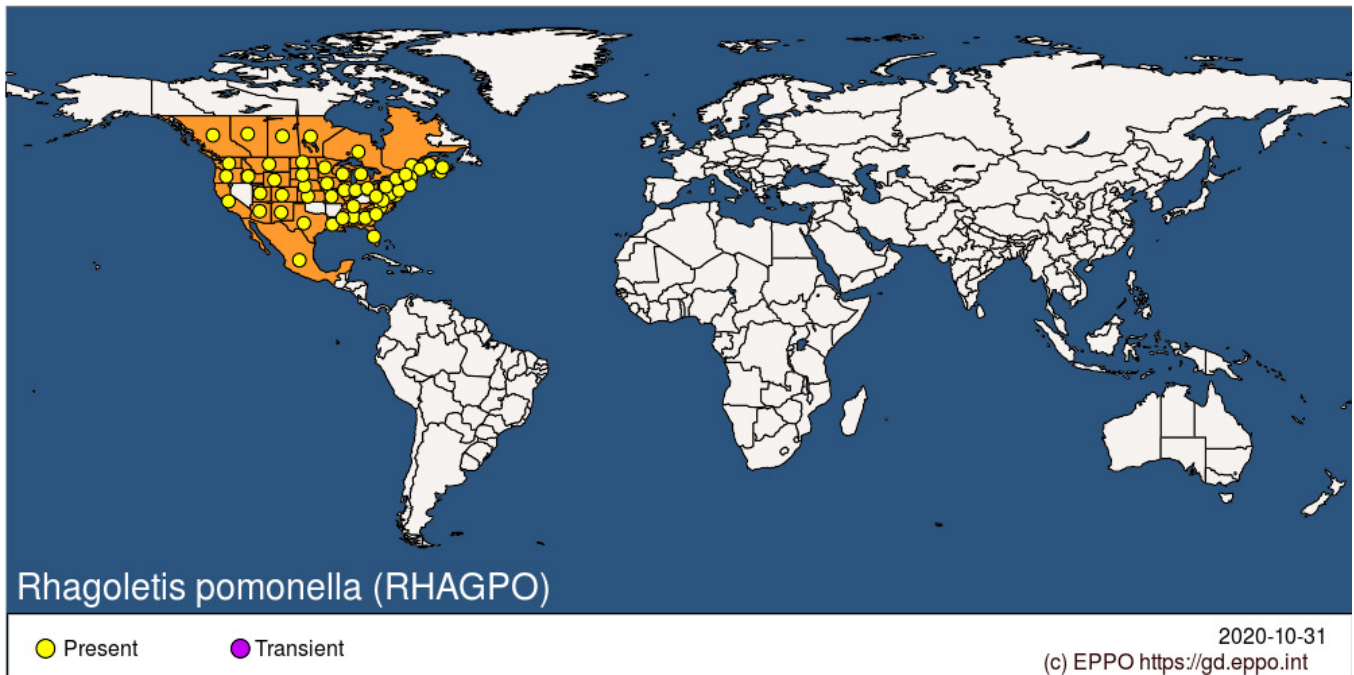 Rhagoletis pomonella (RHAGPO)
Present
Transient
2020-10-31
(c) EPPO https://gd.eppo.int